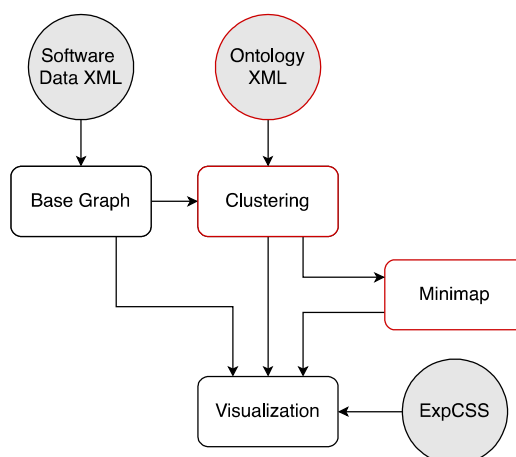 Software
Data XML
Ontology
XML
Base Graph
Clustering
Minimap
Visualization
ExpCSS